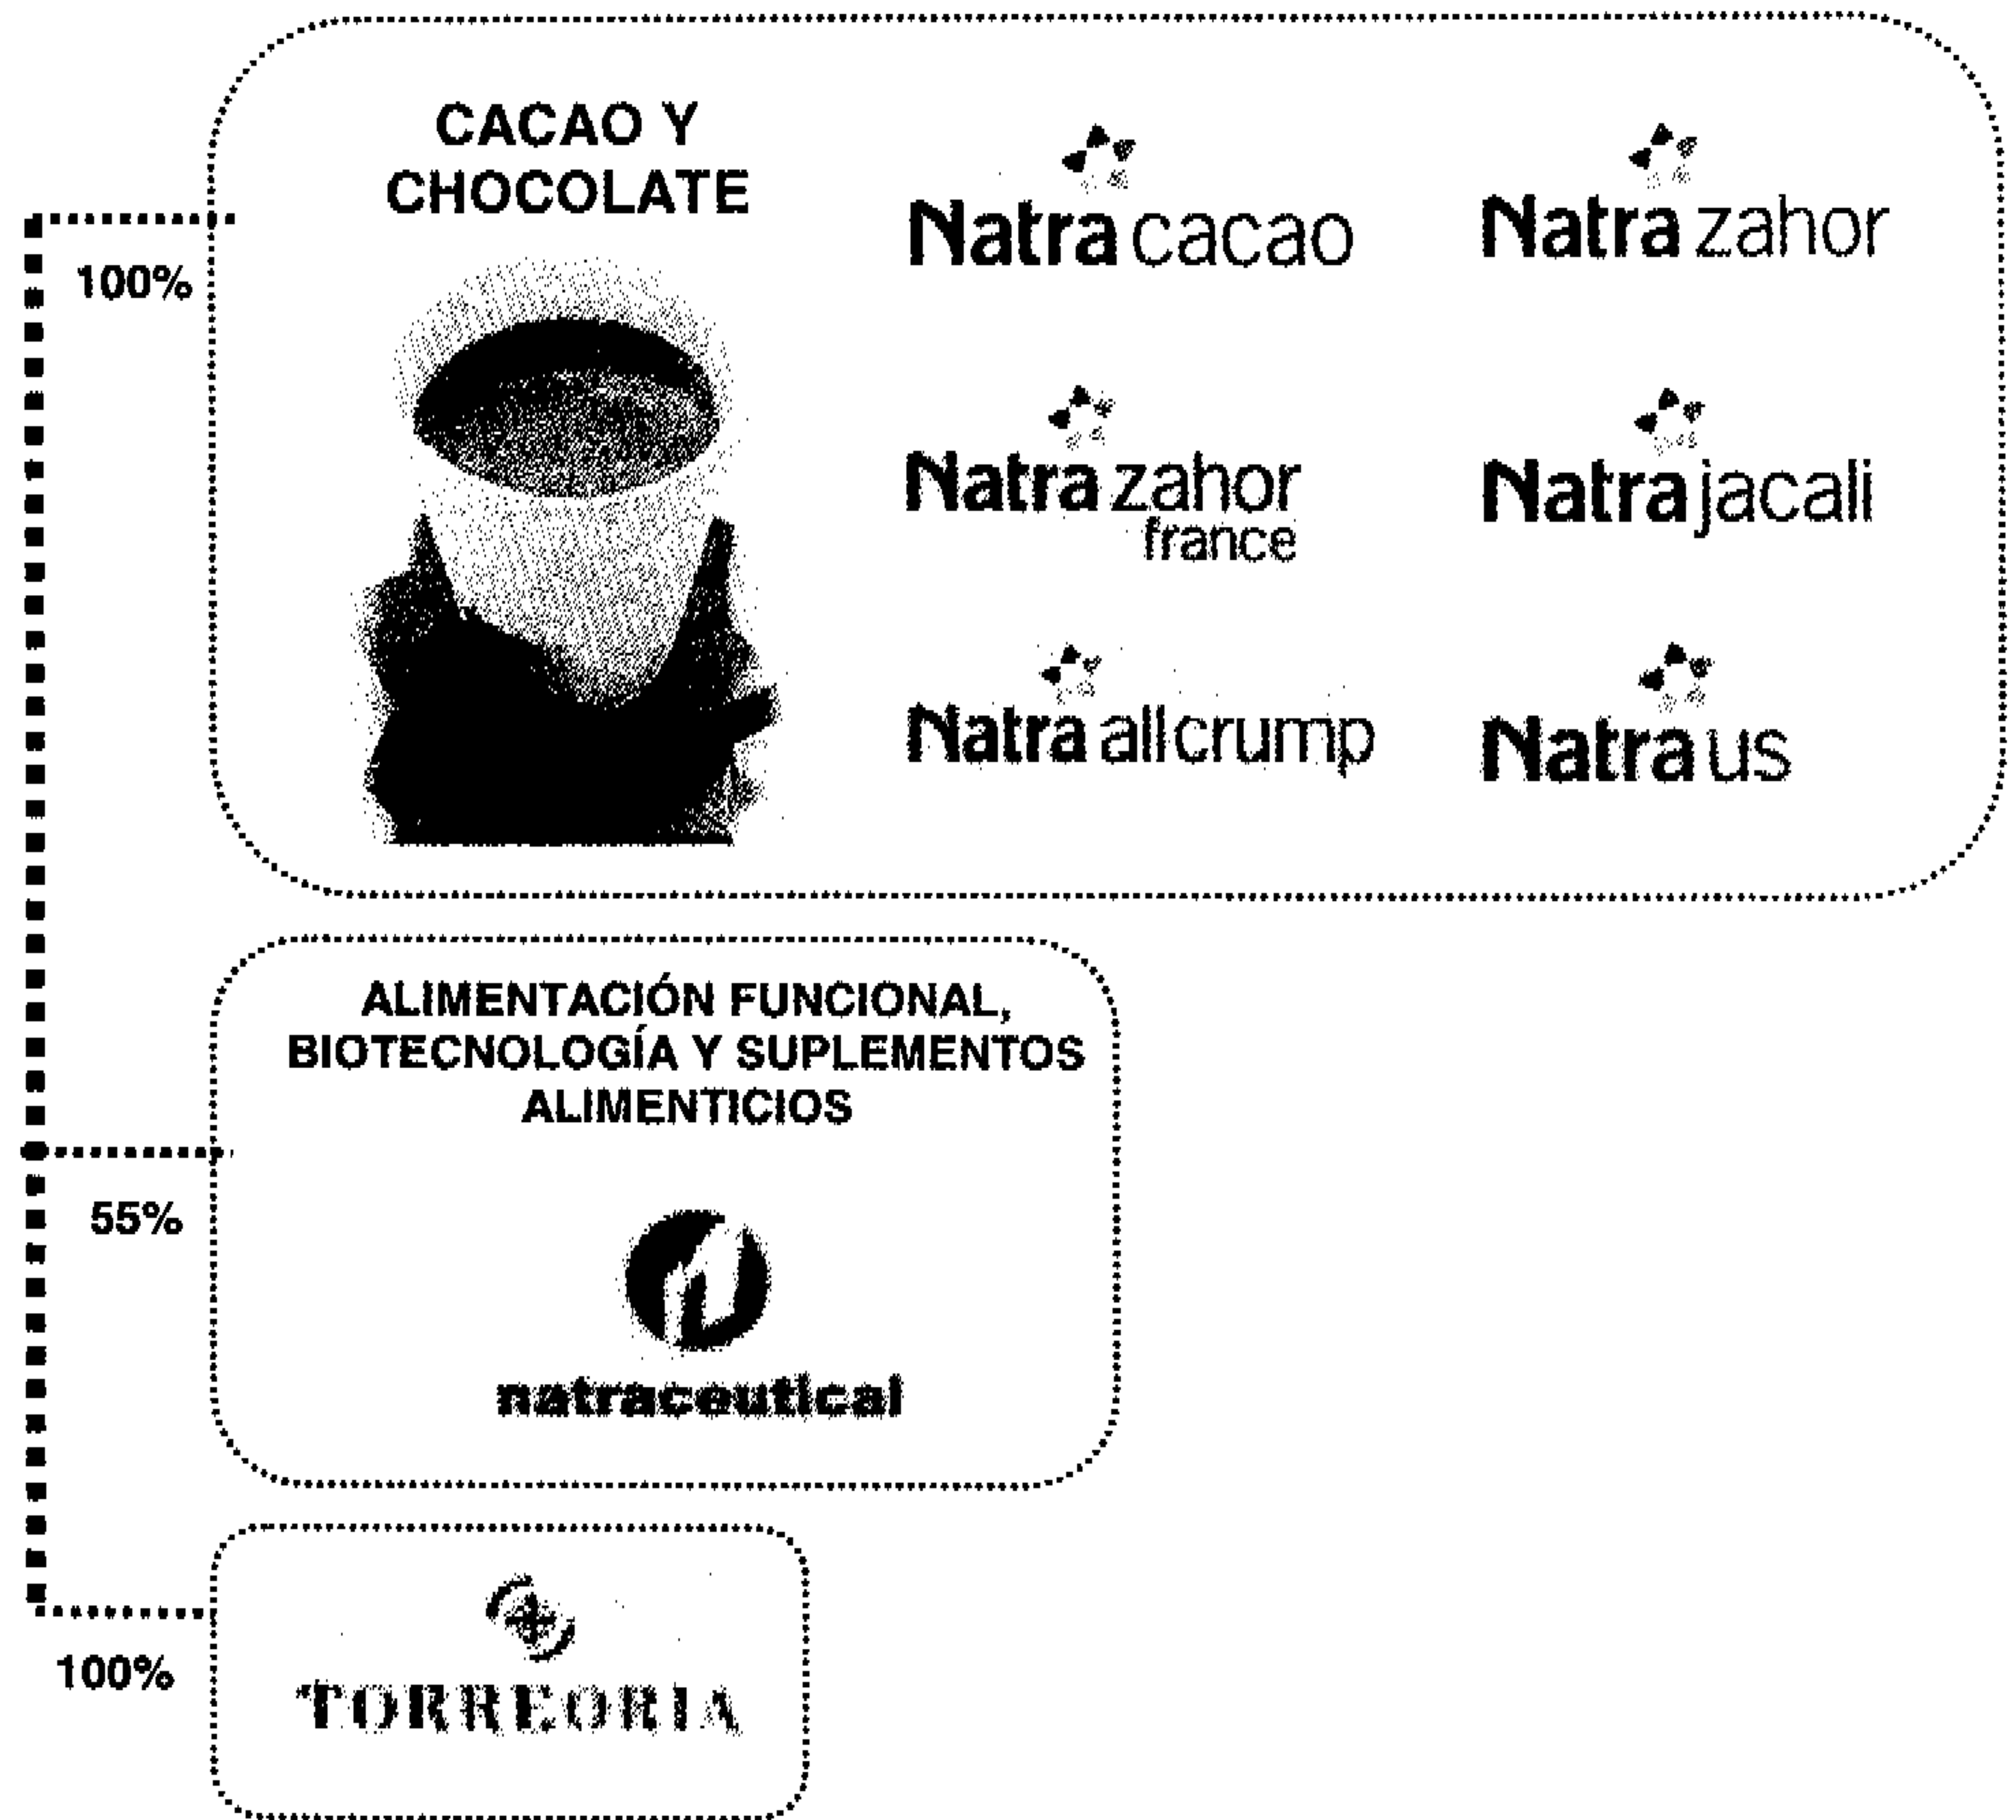 CACAO Y
CHOCOLATE
100%
Natra cacao
Natra zahor
Natra zahor
france
Natra jacali
Natra allcrump
Natra us
ALIMENTACIÓN FUNCIONAL,
BIOTECNOLOGÍA Y SUPLEMENTOS
ALIMENTICIOS
55%
natraceutical
100%
TORREORIA